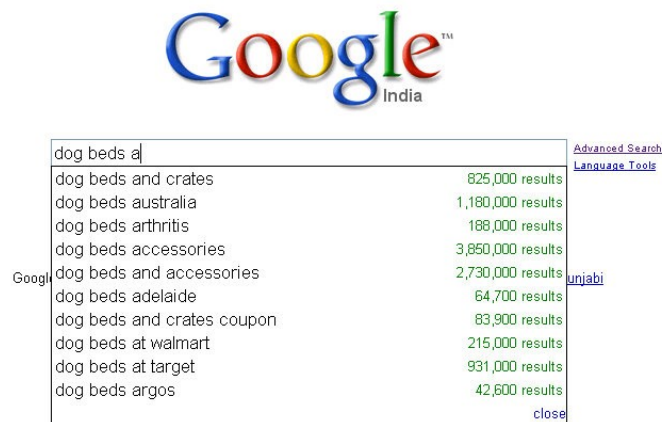 Google™
India
dog beds a
Advanced Search
Language Tools
dog beds and crates 825,000 results
dog beds australia 1,180,000 results
dog beds arthritis 188,000 results
dog beds accessories 3,850,000 results
dog beds and accessories 2,730,000 results
Googl unjabi
dog beds adelaide 64,700 results
dog beds and crates coupon 83,900 results
dog beds at walmart 215,000 results
dog beds at target 931,000 results
dog beds argos 42,600 results
close